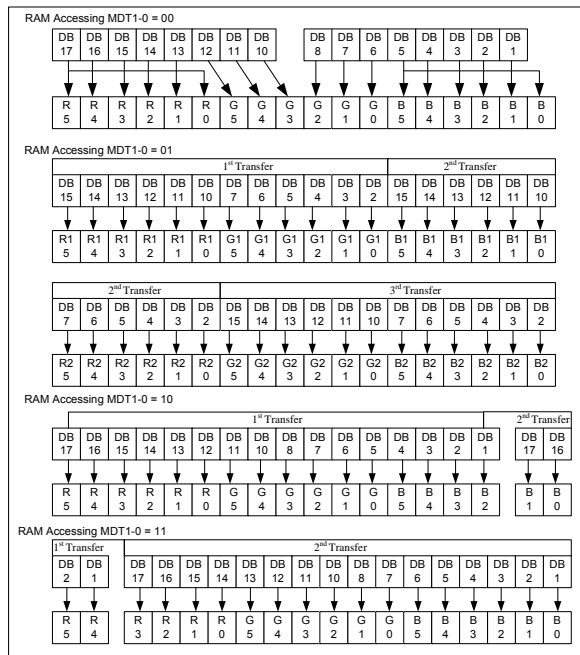 RAM Accessing MDT1-0 = 00
DB DB DB DB DB DB DB DB DB DB DB DB DB DB DB DB
17 16 15 14 13 12 11 10 8 7 6 5 4 3 2 1
R R R R R R G G G G G G B B B B B B
5 4 3 2 1 0 5 4 3 2 1 0 5 4 3 2 1 0
RAM Accessing MDT1-0 = 01
1st Transfer 2nd Transfer
DB DB DB DB DB DB DB DB DB DB DB DB DB DB DB DB DB DB
15 14 13 12 11 10 7 6 5 4 3 2 15 14 13 12 11 10
R1 R1 R1 R1 R1 R1 G1 G1 G1 G1 G1 G1 B1 B1 B1 B1 B1 B1
5 4 3 2 1 0 5 4 3 2 1 0 5 4 3 2 1 0
2nd Transfer 3rd Transfer
DB DB DB DB DB DB DB DB DB DB DB DB DB DB DB DB DB DB
7 6 5 4 3 2 15 14 13 12 11 10 7 6 5 4 3 2
R2 R2 R2 R2 R2 R2 G2 G2 G2 G2 G2 G2 B2 B2 B2 B2 B2 B2
5 4 3 2 1 0 5 4 3 2 1 0 5 4 3 2 1 0
RAM Accessing MDT1-0 = 10
1st Transfer 2nd Transfer
DB DB DB DB DB DB DB DB DB DB DB DB DB DB DB DB DB DB
17 16 15 14 13 12 11 10 8 7 6 5 4 3 2 1 17 16
R R R R R R G G G G G G B B B B B B
5 4 3 2 1 0 5 4 3 2 1 0 5 4 3 2 1 0
RAM Accessing MDT1-0 = 11
1st Transfer 2nd Transfer
DB DB DB DB DB DB DB DB DB DB DB DB DB DB DB DB DB DB
2 1 17 16 15 14 13 12 11 10 8 7 6 5 4 3 2 1
R R R R R R G G G G G G B B B B B B
5 4 3 2 1 0 5 4 3 2 1 0 5 4 3 2 1 0